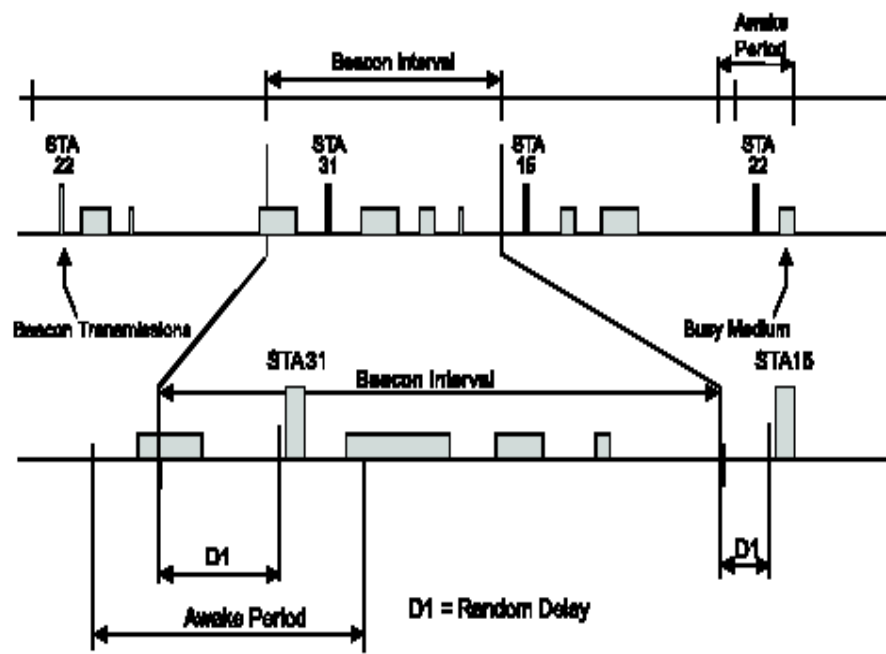 Awake
Period
Beacon Interval
STA
22
STA
31
STA
15
STA
22
Beacon Transmissions
Busy Medium
STA31
STA15
Beacon Interval
D1
D1
Awake Period
D1 = Random Delay